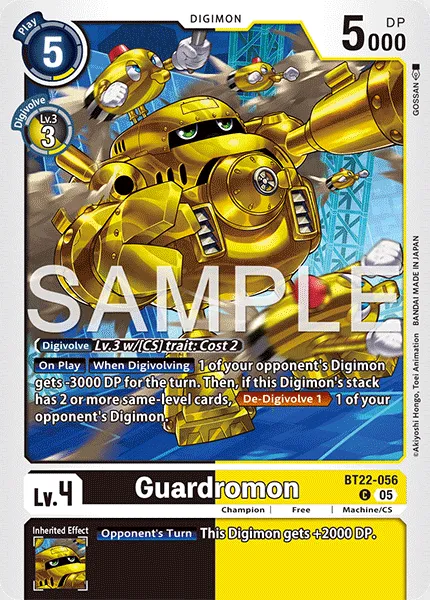 Play
5
DIGIMON
DP
5000
Digivolve
Lv.3
3
GOSSAN
©Akiyoshi Hongo, Toei Animation BANDAI MADE IN JAPAN
SAMPLE
Digivolve Lv.3 w/[CS] trait: Cost 2
On Play When Digivolving 1 of your opponent's Digimon
gets -3000 DP for the turn. Then, if this Digimon's stack
has 2 or more same-level cards, De-Digivolve 1 1 of your
opponent's Digimon.
BT22-056
Lv.4 Guardromon C 05
Champion Free Machine/CS
Inherited Effect
Opponent's Turn This Digimon gets +2000 DP.